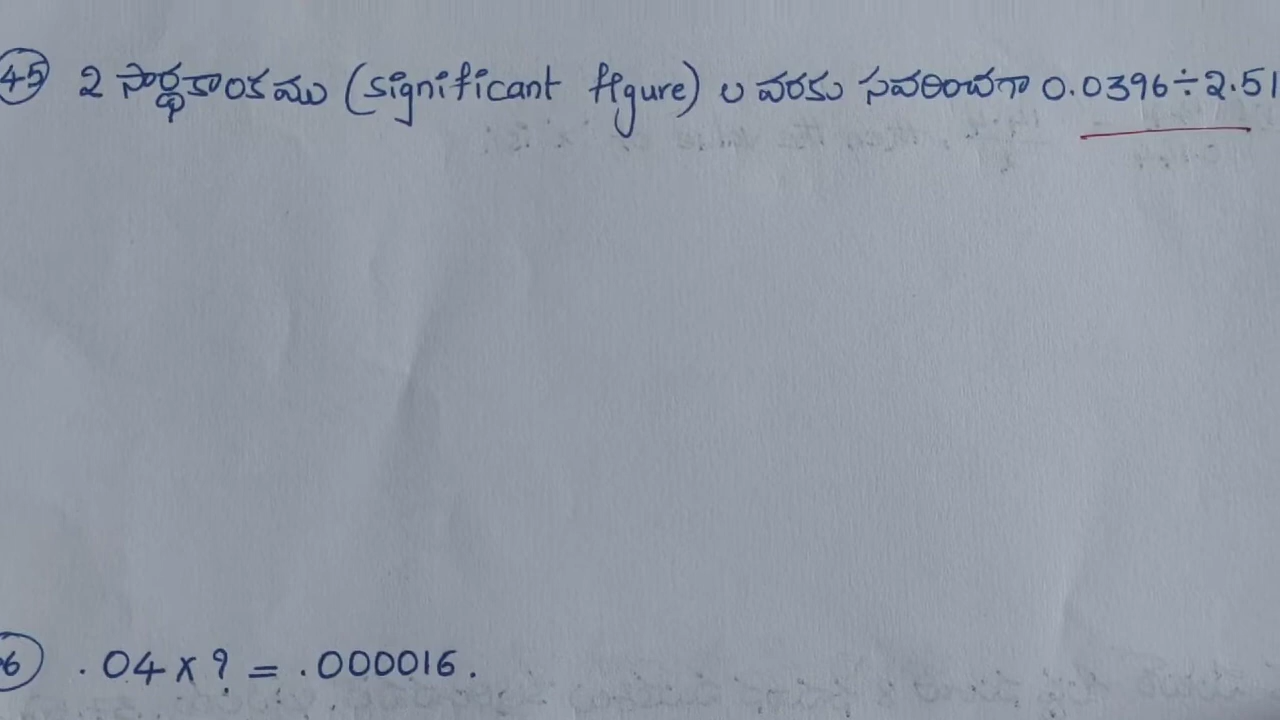 45 2 సార్థకాంకము (significant figure) ల వరకు సవరించగా 0.0396÷2.51
6 .04 x ? = .000016.